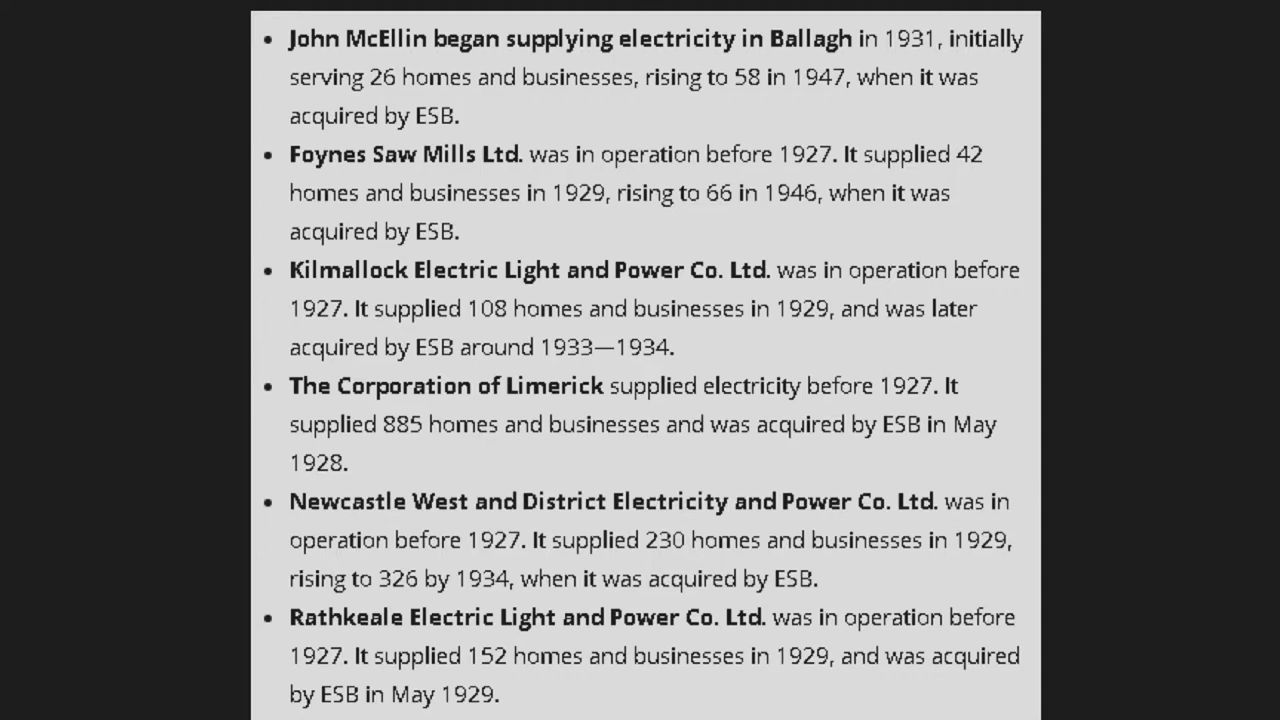 • John McEllin began supplying electricity in Ballagh in 1931, initially
serving 26 homes and businesses, rising to 58 in 1947, when it was
acquired by ESB.
• Foynes Saw Mills Ltd. was in operation before 1927. It supplied 42
homes and businesses in 1929, rising to 66 in 1946, when it was
acquired by ESB.
• Kilmallock Electric Light and Power Co. Ltd. was in operation before
1927. It supplied 108 homes and businesses in 1929, and was later
acquired by ESB around 1933—1934.
• The Corporation of Limerick supplied electricity before 1927. It
supplied 885 homes and businesses and was acquired by ESB in May
1928.
• Newcastle West and District Electricity and Power Co. Ltd. was in
operation before 1927. It supplied 230 homes and businesses in 1929,
rising to 326 by 1934, when it was acquired by ESB.
• Rathkeale Electric Light and Power Co. Ltd. was in operation before
1927. It supplied 152 homes and businesses in 1929, and was acquired
by ESB in May 1929.